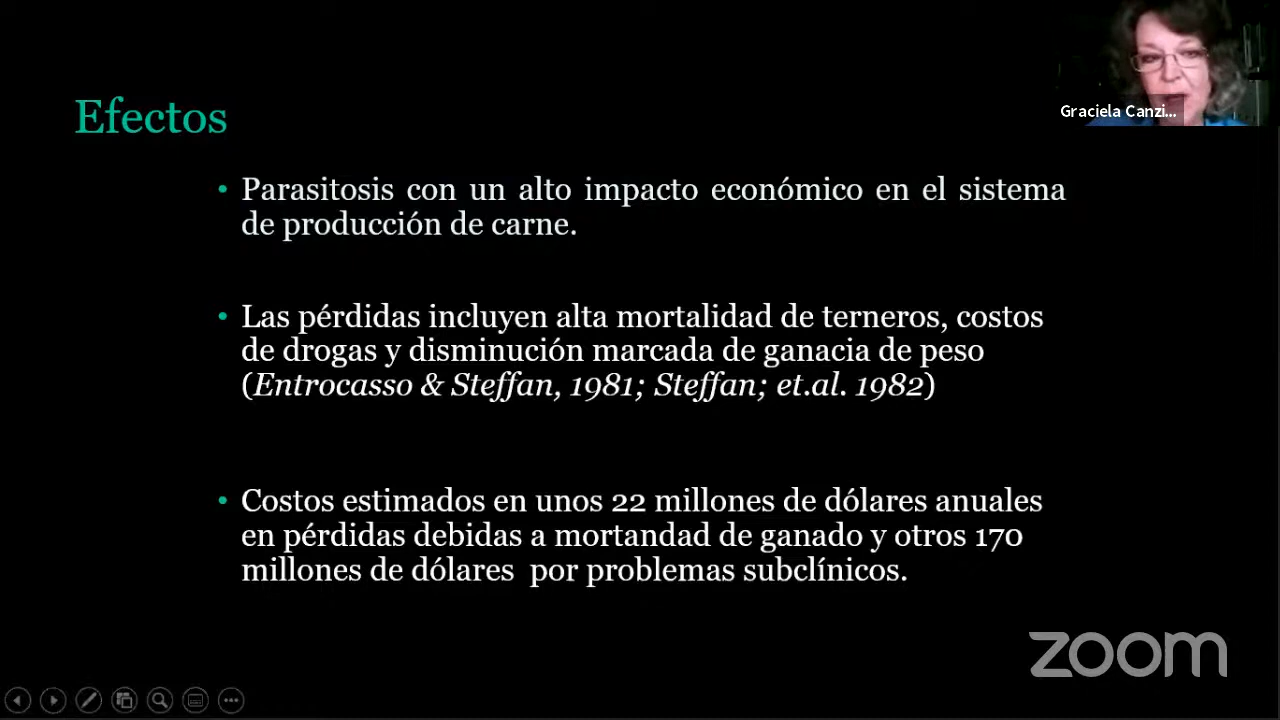 Graciela Canzi...
Efectos
• Parasitosis con un alto impacto económico en el sistema
de producción de carne.
• Las pérdidas incluyen alta mortalidad de terneros, costos
de drogas y disminución marcada de ganacia de peso
(Entrocasso & Steffan, 1981; Steffan; et.al. 1982)
• Costos estimados en unos 22 millones de dólares anuales
en pérdidas debidas a mortandad de ganado y otros 170
millones de dólares por problemas subclínicos.
zoom